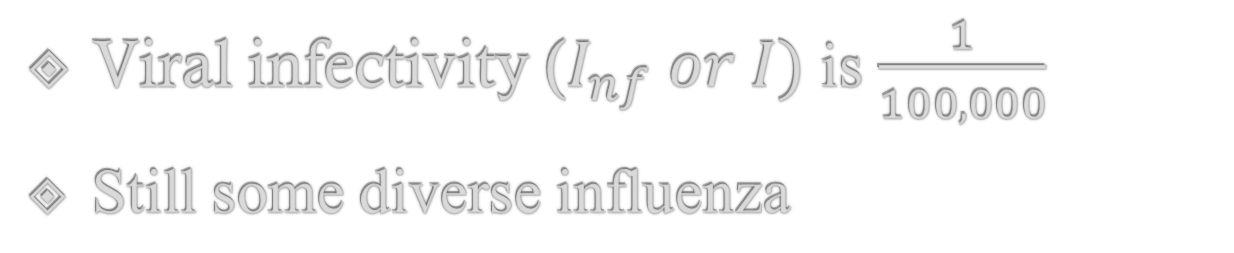 ❖ Viral infectivity (I_nf or I) is 1/100,000
❖ Still some diverse influenza